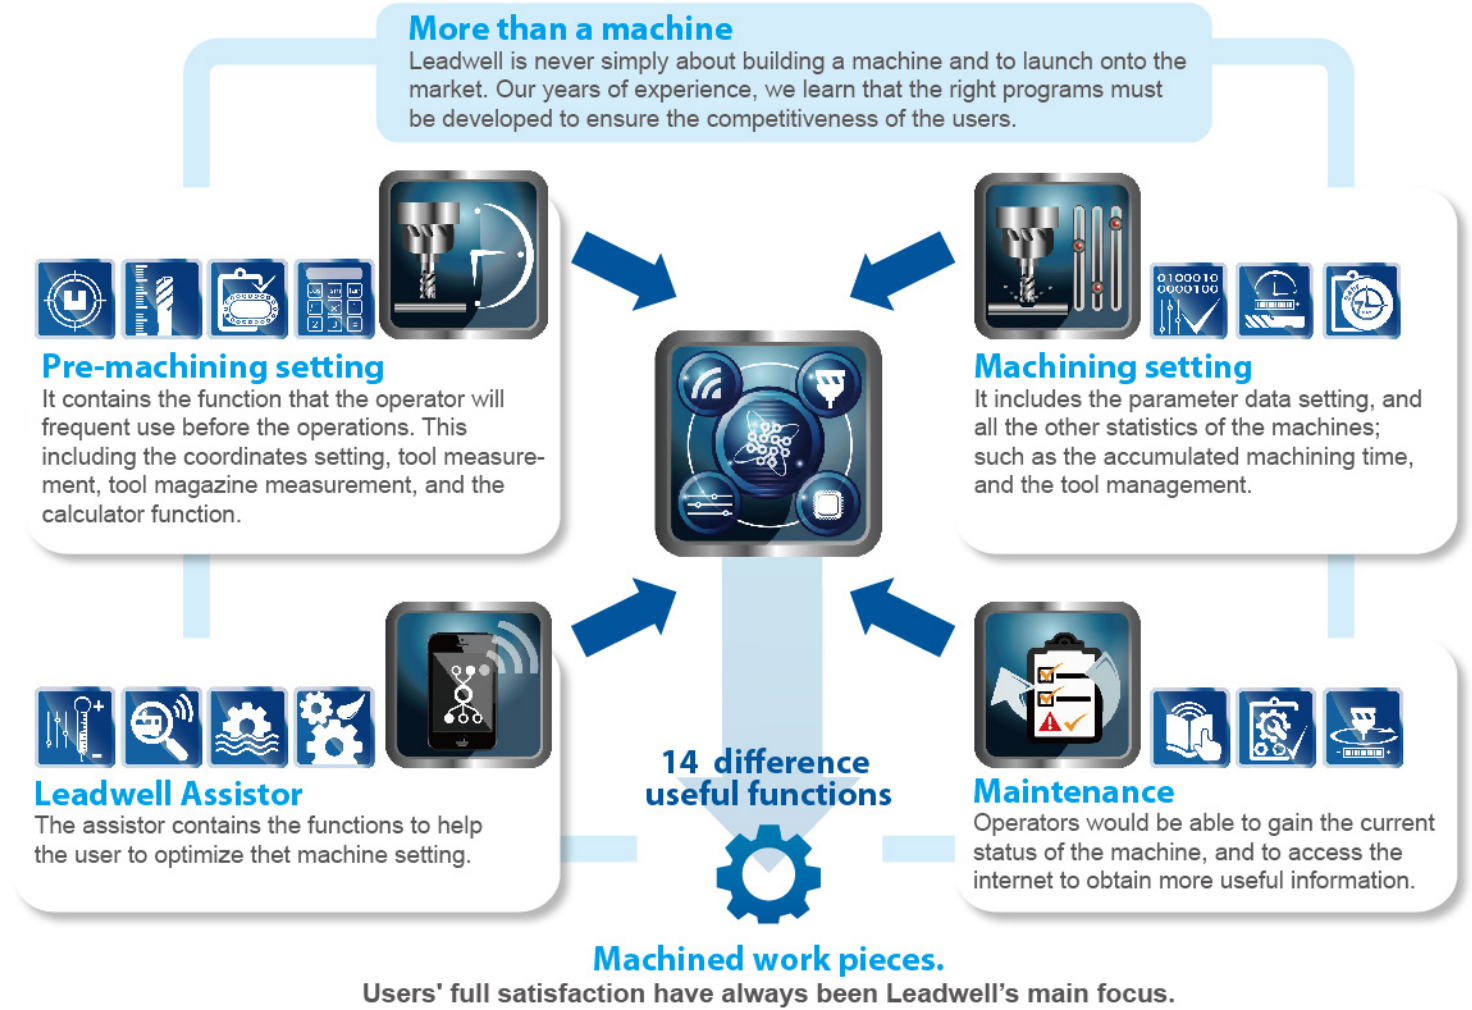 More than a machine
Leadwell is never simply about building a machine and to launch onto the
market. Our years of experience, we learn that the right programs must
be developed to ensure the competitiveness of the users.
Pre-machining setting
It contains the function that the operator will
frequent use before the operations. This
including the coordinates setting, tool measure-
ment, tool magazine measurement, and the
calculator function.
0100010
0000100
Machining setting
It includes the parameter data setting, and
all the other statistics of the machines;
such as the accumulated machining time,
and the tool management.
Leadwell Assistor
The assistor contains the functions to help
the user to optimize thet machine setting.
14 difference
useful functions
Maintenance
Operators would be able to gain the current
status of the machine, and to access the
internet to obtain more useful information.
Machined work pieces.
Users' full satisfaction have always been Leadwell’s main focus.